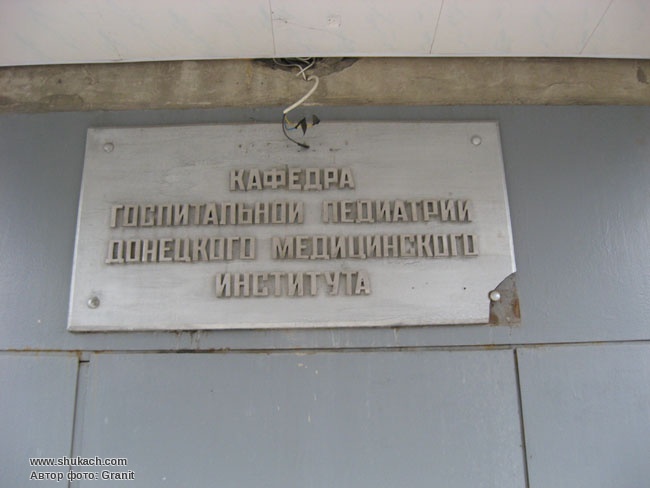 КАФЕДРА
ГОСПИТАЛЬНОЙ ПЕДИАТРИИ
ДОНЕЦКОГО МЕДИЦИНСКОГО
ИНСТИТУТА
www.shukach.com
Автор фото: Granit